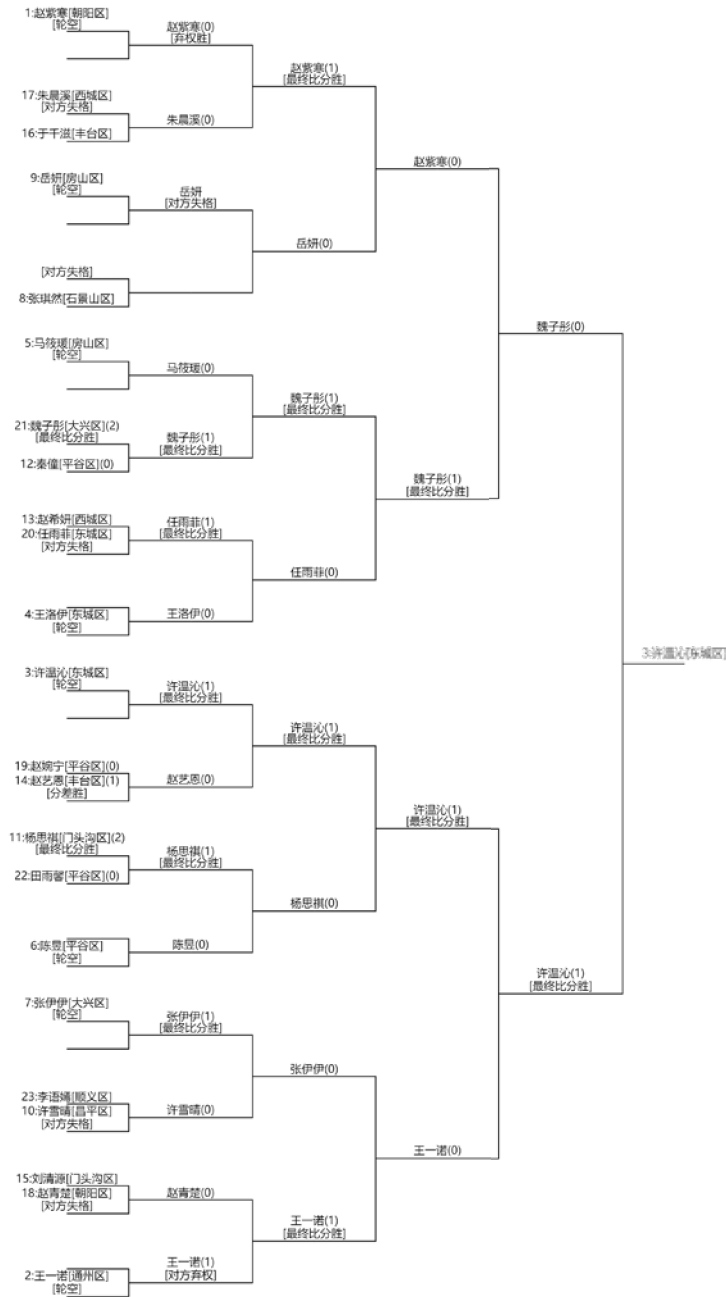 1:赵紫寒[朝阳区]
[轮空]
赵紫寒(0)
[弃权胜]
赵紫寒(1)
[最终比分胜]
17:朱晨溪[西城区]
[对方失格]
朱晨溪(0)
16:于千滋[丰台区]
赵紫寒(0)
9:岳妍[房山区]
[轮空]
岳妍
[对方失格]
岳妍(0)
[对方失格]
8:张琪然[石景山区]
魏子彤(0)
5:马筱瑗[房山区]
[轮空]
马筱瑗(0)
魏子彤(1)
[最终比分胜]
21:魏子彤[大兴区](2)
[最终比分胜]
魏子彤(1)
[最终比分胜]
12:秦僮[平谷区](0)
魏子彤(1)
[最终比分胜]
13:赵希妍[西城区]
20:任雨菲[东城区]
[对方失格]
任雨菲(1)
[最终比分胜]
任雨菲(0)
4:王洛伊[东城区]
[轮空]
王洛伊(0)
3:许温沁[东城区]
3:许温沁[东城区]
[轮空]
许温沁(1)
[最终比分胜]
许温沁(1)
[最终比分胜]
19:赵婉宁[平谷区](0)
14:赵艺恩[丰台区](1)
[分差胜]
赵艺恩(0)
许温沁(1)
[最终比分胜]
11:杨思祺[门头沟区](2)
[最终比分胜]
杨思祺(1)
[最终比分胜]
22:田雨馨[平谷区](0)
杨思祺(0)
6:陈昱[平谷区]
[轮空]
陈昱(0)
许温沁(1)
[最终比分胜]
7:张伊伊[大兴区]
[轮空]
张伊伊(1)
[最终比分胜]
张伊伊(0)
23:李语嫣[顺义区]
10:许雪晴[昌平区]
[对方失格]
许雪晴(0)
王一诺(0)
15:刘清源[门头沟区]
18:赵青楚[朝阳区]
[对方失格]
赵青楚(0)
王一诺(1)
[最终比分胜]
2:王一诺[通州区]
[轮空]
王一诺(1)
[对方弃权]